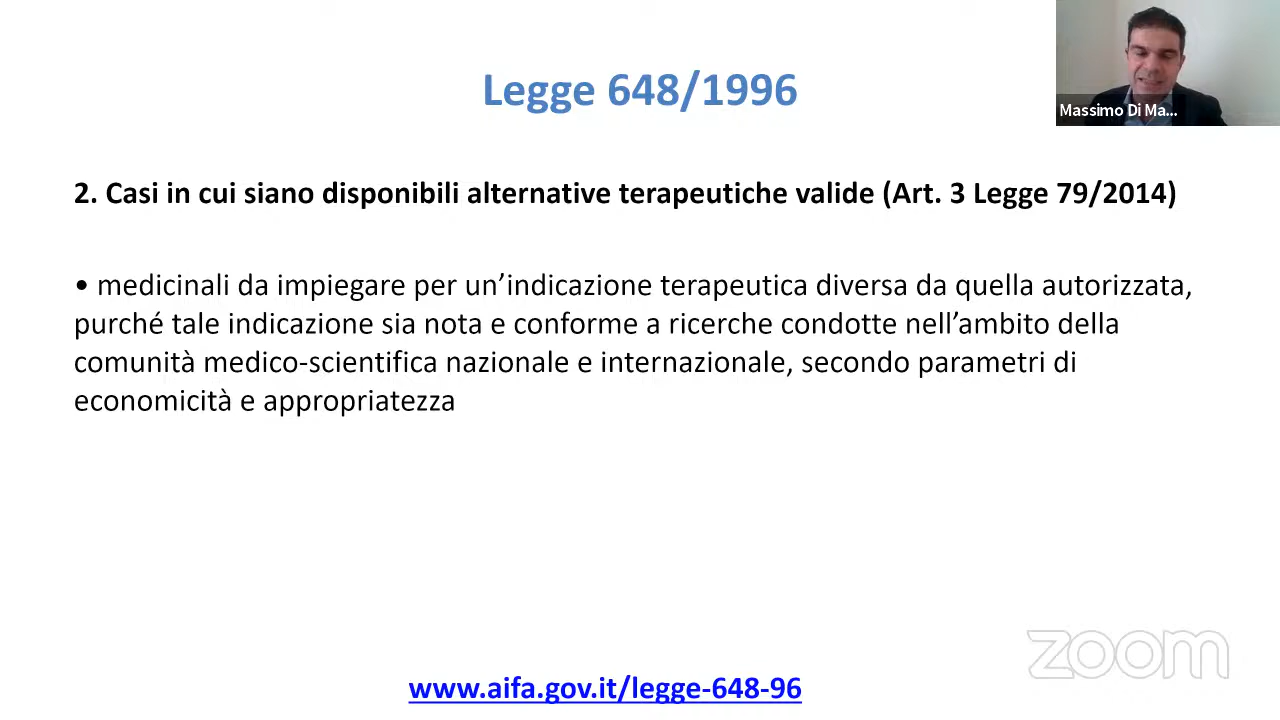 Legge 648/1996
Massimo Di Ma...
2. Casi in cui siano disponibili alternative terapeutiche valide (Art. 3 Legge 79/2014)
• medicinali da impiegare per un’indicazione terapeutica diversa da quella autorizzata,
purché tale indicazione sia nota e conforme a ricerche condotte nell’ambito della
comunità medico-scientifica nazionale e internazionale, secondo parametri di
economicità e appropriatezza
zoom
www.aifa.gov.it/legge-648-96